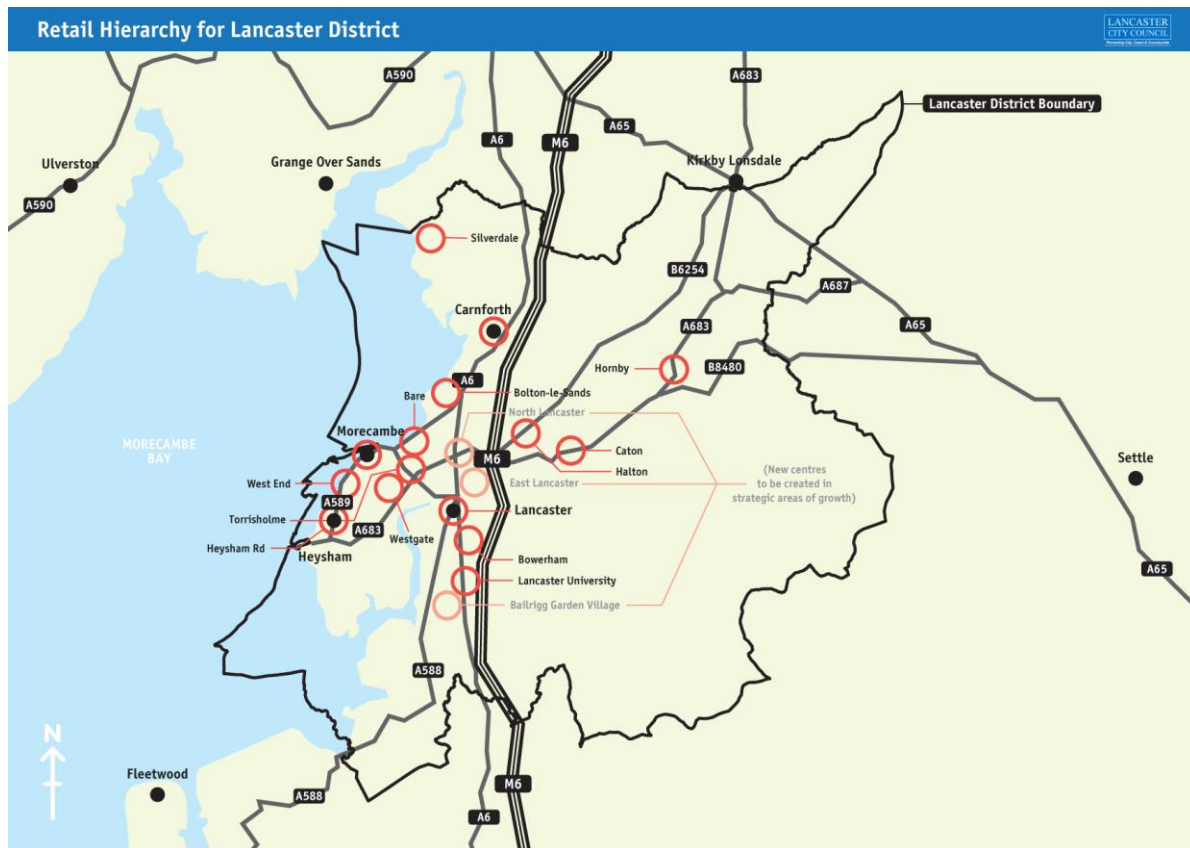 Retail Hierarchy for Lancaster District
LANCASTER
CITY COUNCIL
Promoting City, Coast & Countryside
A590
A683
Lancaster District Boundary
A6
M6
A65
Ulverston
Grange Over Sands
Kirkby Lonsdale
A590
Silverdale
B6254
A687
Carnforth
A683
A65
Hornby
B8480
A6
Bare
Bolton-le-Sands
North Lancaster
Morecambe
MORECAMBE
BAY
M6
Caton
Halton
Settle
(New centres
to be created in
strategic areas of growth)
West End
East Lancaster
A589
Torrisholme
A683
Lancaster
Westgate
Heysham Rd
Heysham
Bowerham
A65
Lancaster University
Bailrigg Garden Village
A588
N
Fleetwood
M6
A588
A6